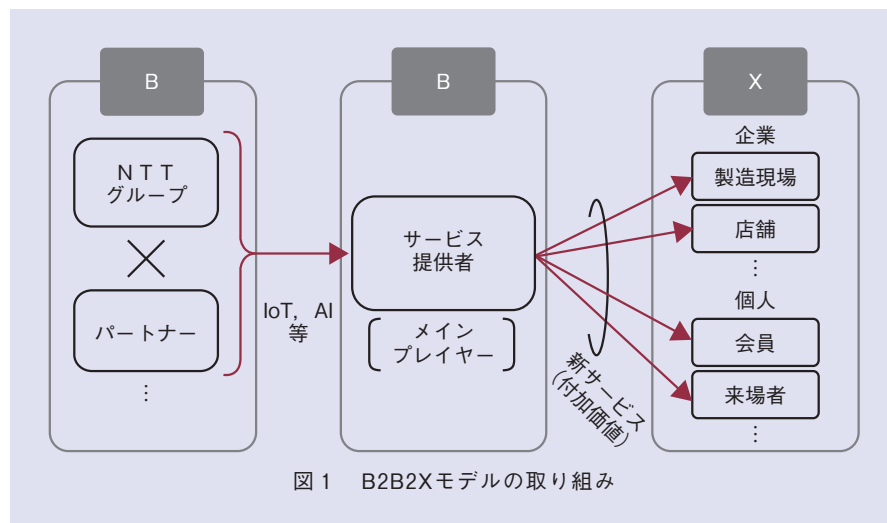 B
B
X
NTT
グループ
パートナー
⋮
IoT，AI
等
サービス
提供者
メイン
プレイヤー
新サービス
（付加価値）
企業
製造現場
店舗
⋮
個人
会員
来場者
⋮
図1　B2B2Xモデルの取り組み